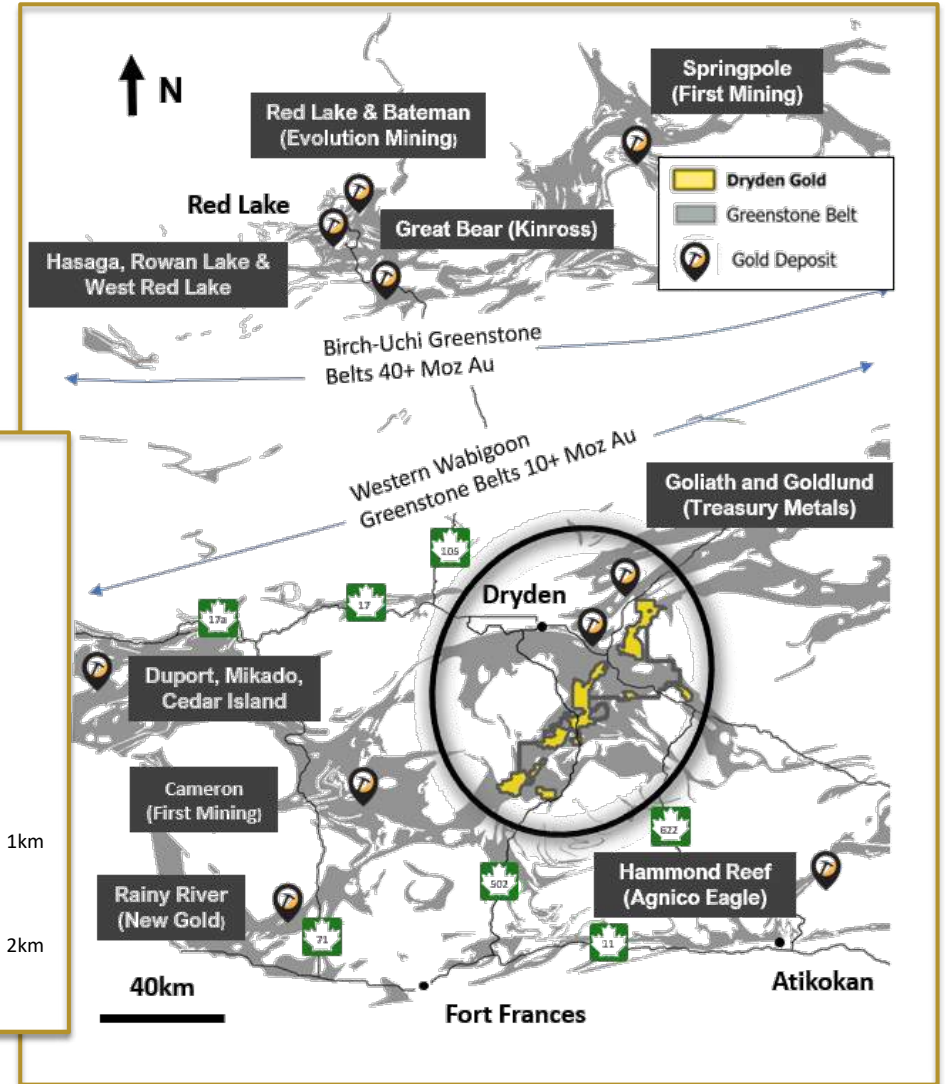 N
Springpole
(First Mining)
Red Lake & Bateman
(Evolution Mining)
Dryden Gold
Greenstone Belt
Gold Deposit
Red Lake
Great Bear (Kinross)
Hasaga, Rowan Lake &
West Red Lake
Birch-Uchi Greenstone
Belts 40+ Moz Au
Western Wabigoon
Greenstone Belts 10+ Moz Au
Goliath and Goldlund
(Treasury Metals)
105
17
17a
Dryden
Duport, Mikado,
Cedar Island
Cameron
(First Mining)
1km
622
Hammond Reef
(Agnico Eagle)
502
Rainy River
(New Gold)
71
11
2km
40km
Atikokan
Fort Frances